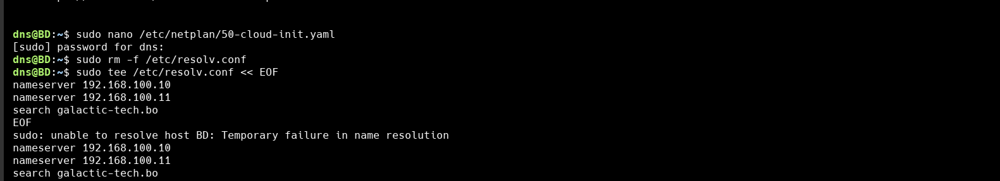 dns@BD:~$ sudo nano /etc/netplan/50-cloud-init.yaml
[sudo] password for dns:
dns@BD:~$ sudo rm -f /etc/resolv.conf
dns@BD:~$ sudo tee /etc/resolv.conf << EOF
nameserver 192.168.100.10
nameserver 192.168.100.11
search galactic-tech.bo
EOF
sudo: unable to resolve host BD: Temporary failure in name resolution
nameserver 192.168.100.10
nameserver 192.168.100.11
search galactic-tech.bo